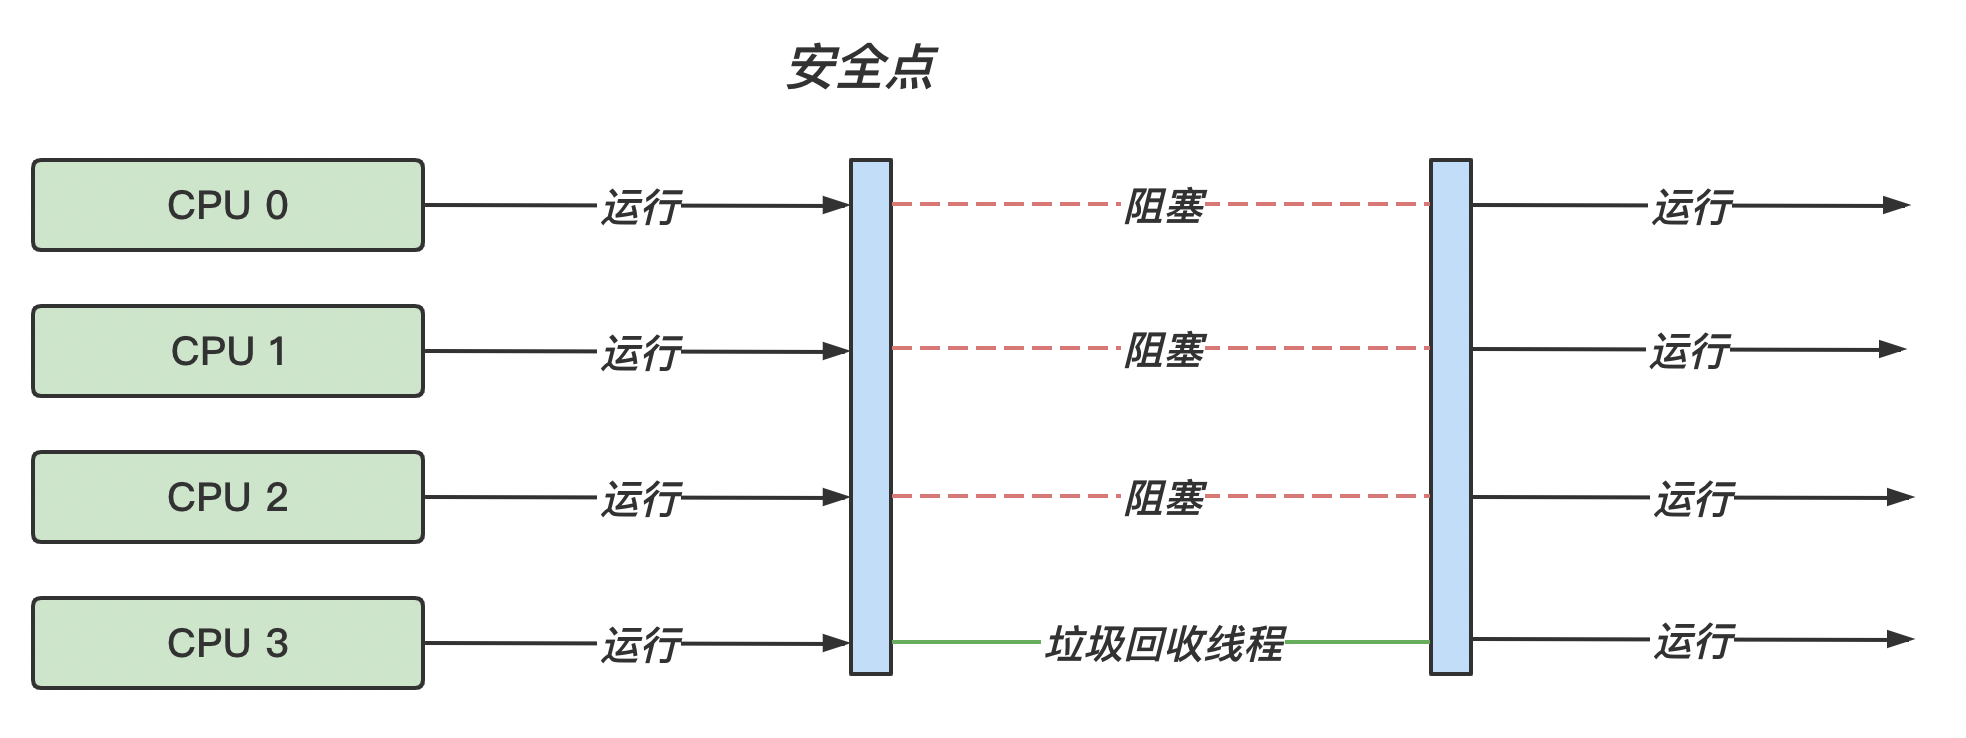 安全点
CPU 0 运行 阻塞 运行
CPU 1 运行 阻塞 运行
CPU 2 运行 阻塞 运行
CPU 3 运行 垃圾回收线程 运行